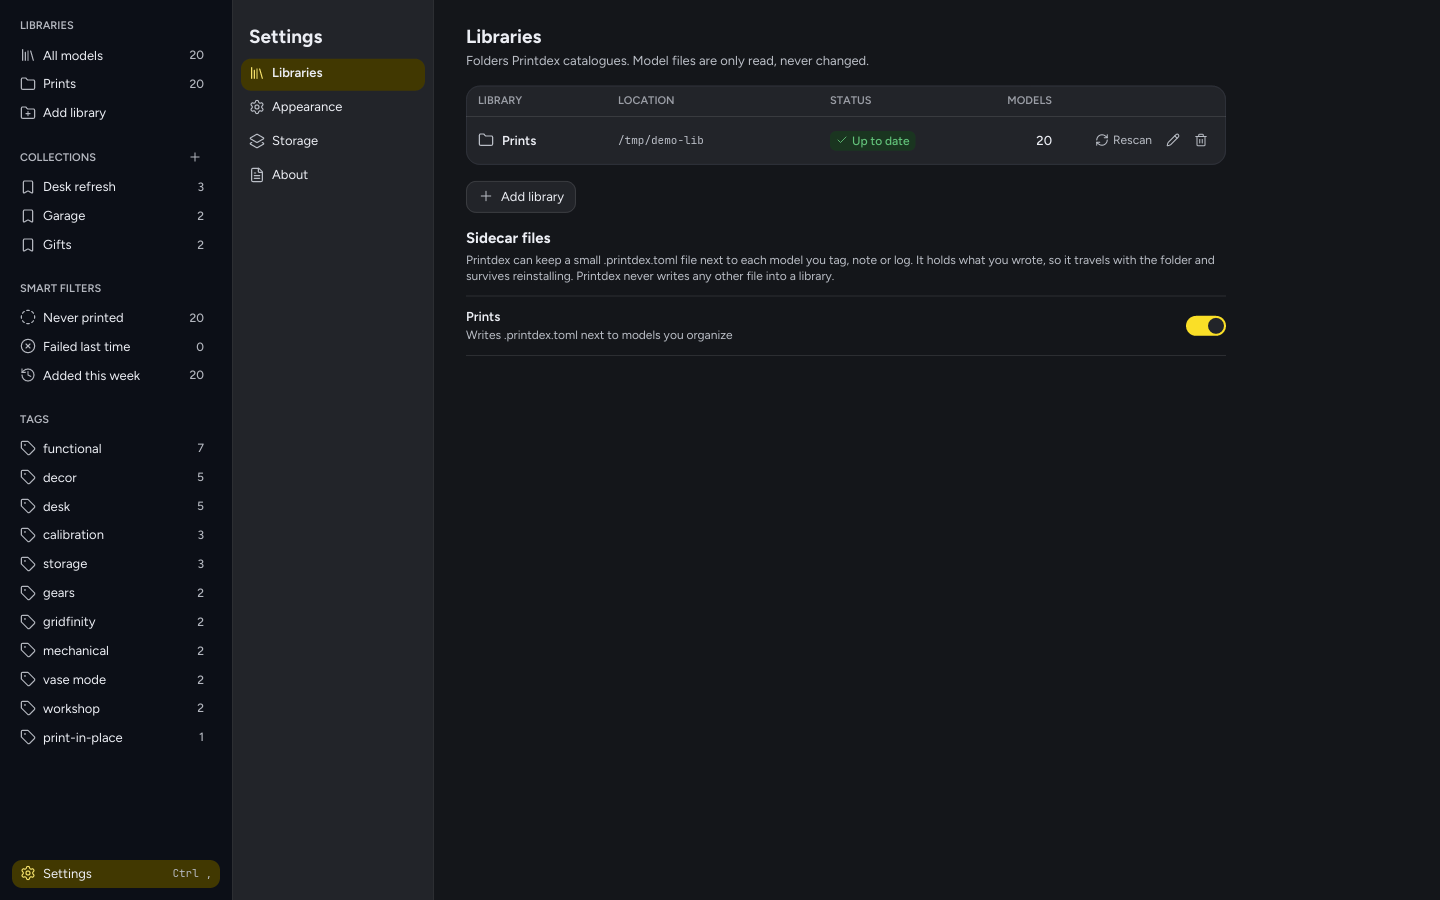 LIBRARIES
All models 20
Prints 20
Add library
COLLECTIONS
Desk refresh 3
Garage 2
Gifts 2
SMART FILTERS
Never printed 20
Failed last time 0
Added this week 20
TAGS
functional 7
decor 5
desk 5
calibration 3
storage 3
gears 2
gridfinity 2
mechanical 2
vase mode 2
workshop 2
print-in-place 1
Settings Ctrl ,
Settings
Libraries
Appearance
Storage
About
Libraries
Folders Printdex catalogues. Model files are only read, never changed.
LIBRARY LOCATION STATUS MODELS
Prints /tmp/demo-lib Up to date 20 Rescan
Add library
Sidecar files
Printdex can keep a small .printdex.toml file next to each model you tag, note or log. It holds what you wrote, so it travels with the folder and
survives reinstalling. Printdex never writes any other file into a library.
Prints
Writes .printdex.toml next to models you organize